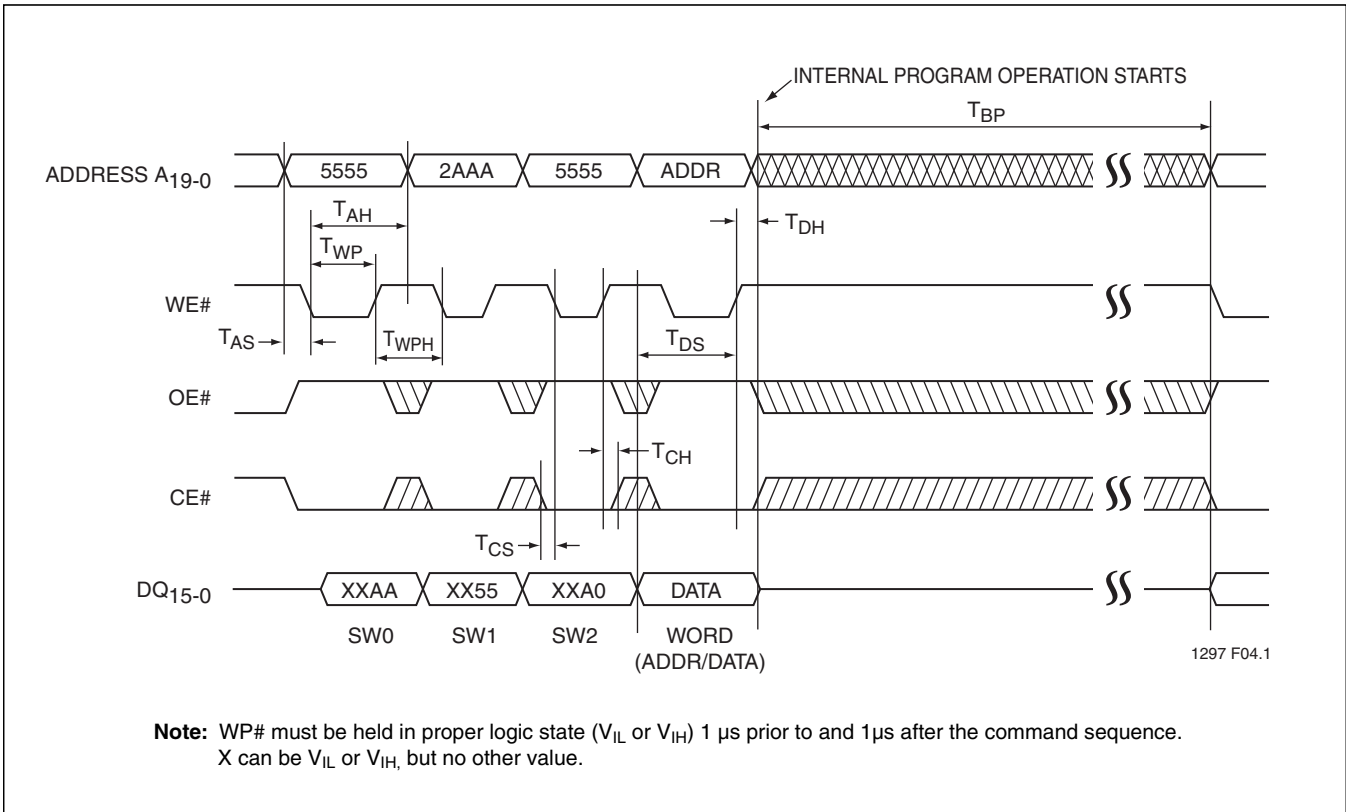 INTERNAL PROGRAM OPERATION STARTS
TBP
ADDRESS A19-0
5555
2AAA
5555
ADDR
TAH
TDH
TWP
WE#
TAS
TWPH
TDS
OE#
TCH
CE#
TCS
DQ15-0
XXAA
XX55
XXA0
DATA
SW0
SW1
SW2
WORD
(ADDR/DATA)
1297 F04.1
Note: WP# must be held in proper logic state (VIL or VIH) 1 µs prior to and 1µs after the command sequence.
X can be VIL or VIH, but no other value.